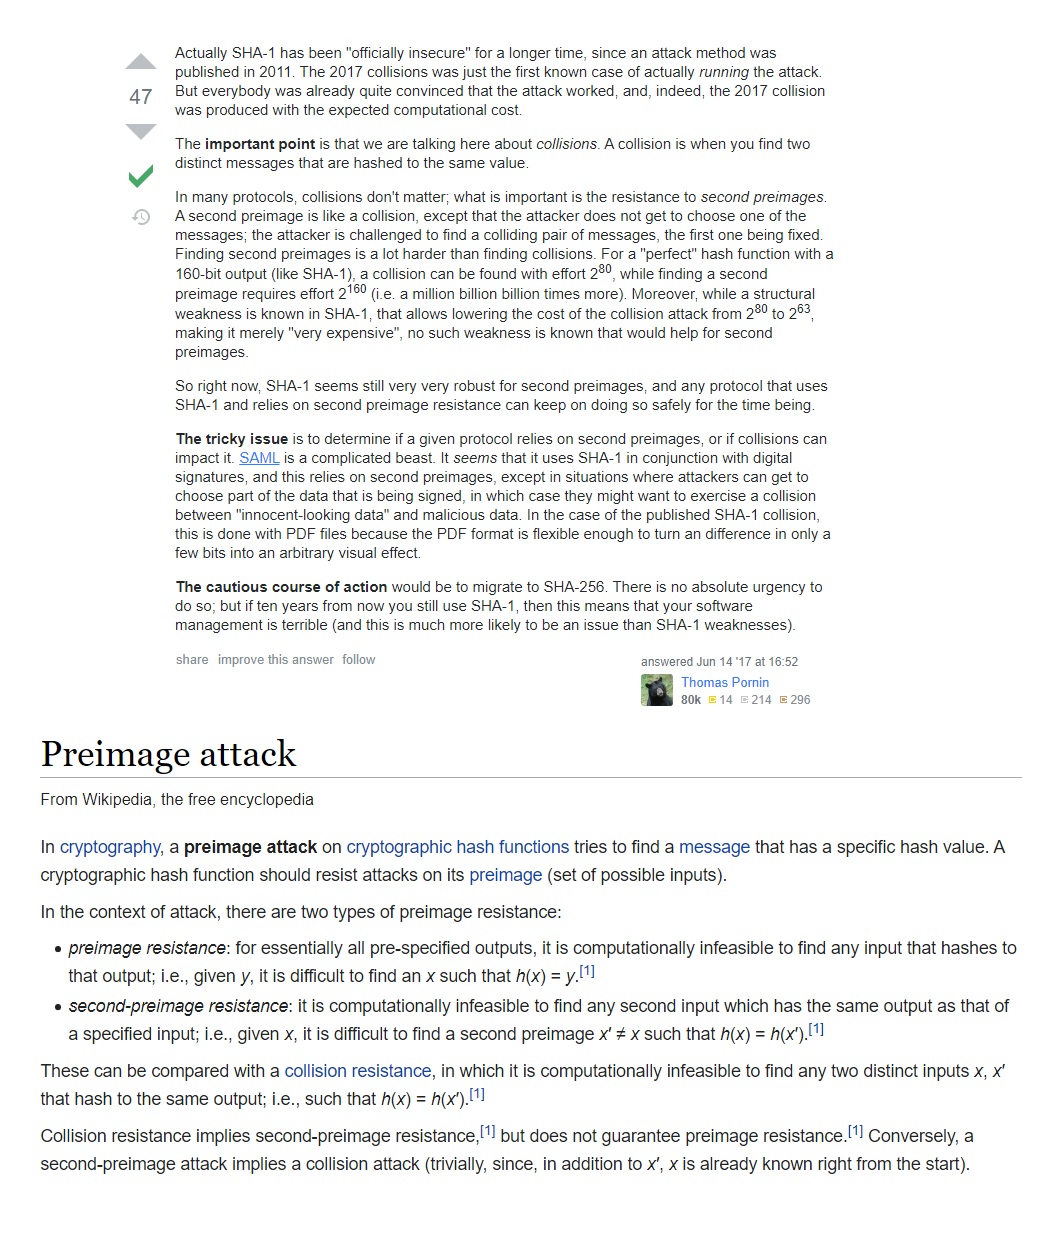 Actually SHA-1 has been "officially insecure" for a longer time, since an attack method was
published in 2011. The 2017 collisions was just the first known case of actually running the attack.
But everybody was already quite convinced that the attack worked, and, indeed, the 2017 collision
was produced with the expected computational cost.
47
The important point is that we are talking here about collisions. A collision is when you find two
distinct messages that are hashed to the same value.
In many protocols, collisions don't matter; what is important is the resistance to second preimages.
A second preimage is like a collision, except that the attacker does not get to choose one of the
messages; the attacker is challenged to find a colliding pair of messages, the first one being fixed.
Finding second preimages is a lot harder than finding collisions. For a "perfect" hash function with a
160-bit output (like SHA-1), a collision can be found with effort 2⁸⁰, while finding a second
preimage requires effort 2¹⁶⁰ (i.e. a million billion billion times more). Moreover, while a structural
weakness is known in SHA-1, that allows lowering the cost of the collision attack from 2⁸⁰ to 2⁶³,
making it merely "very expensive", no such weakness is known that would help for second
preimages.
So right now, SHA-1 seems still very very robust for second preimages, and any protocol that uses
SHA-1 and relies on second preimage resistance can keep on doing so safely for the time being.
The tricky issue is to determine if a given protocol relies on second preimages, or if collisions can
impact it. SAML is a complicated beast. It seems that it uses SHA-1 in conjunction with digital
signatures, and this relies on second preimages, except in situations where attackers can get to
choose part of the data that is being signed, in which case they might want to exercise a collision
between "innocent-looking data" and malicious data. In the case of the published SHA-1 collision,
this is done with PDF files because the PDF format is flexible enough to turn an difference in only a
few bits into an arbitrary visual effect.
The cautious course of action would be to migrate to SHA-256. There is no absolute urgency to
do so; but if ten years from now you still use SHA-1, then this means that your software
management is terrible (and this is much more likely to be an issue than SHA-1 weaknesses).
share improve this answer follow
answered Jun 14 '17 at 16:52
Thomas Pornin
80k 14 214 296
Preimage attack
From Wikipedia, the free encyclopedia
In cryptography, a preimage attack on cryptographic hash functions tries to find a message that has a specific hash value. A
cryptographic hash function should resist attacks on its preimage (set of possible inputs).
In the context of attack, there are two types of preimage resistance:
• preimage resistance: for essentially all pre-specified outputs, it is computationally infeasible to find any input that hashes to
that output; i.e., given y, it is difficult to find an x such that h(x) = y.[1]
• second-preimage resistance: it is computationally infeasible to find any second input which has the same output as that of
a specified input; i.e., given x, it is difficult to find a second preimage x′ ≠ x such that h(x) = h(x′).[1]
These can be compared with a collision resistance, in which it is computationally infeasible to find any two distinct inputs x, x′
that hash to the same output; i.e., such that h(x) = h(x′).[1]
Collision resistance implies second-preimage resistance,[1] but does not guarantee preimage resistance.[1] Conversely, a
second-preimage attack implies a collision attack (trivially, since, in addition to x′, x is already known right from the start).